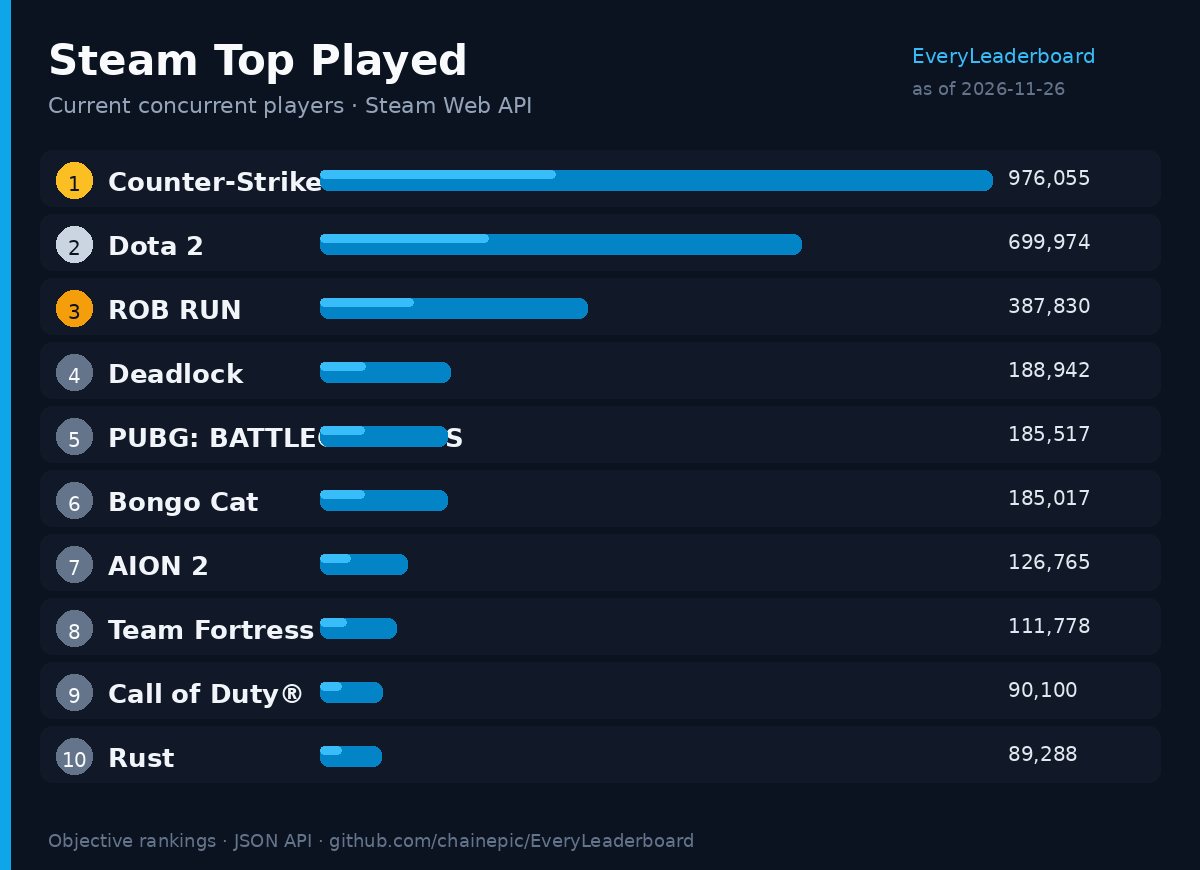 Steam Top Played
EveryLeaderboard
Current concurrent players · Steam Web API
as of 2026-11-26
1 Counter-Strike 976,055
2 Dota 2 699,974
3 ROB RUN 387,830
4 Deadlock 188,942
5 PUBG: 185,517
6 Bongo Cat 185,017
7 AION 2 126,765
8 Team Fortress 111,778
9 Call of Duty® 90,100
10 Rust 89,288
Objective rankings · JSON API · github.com/chainepic/EveryLeaderboard